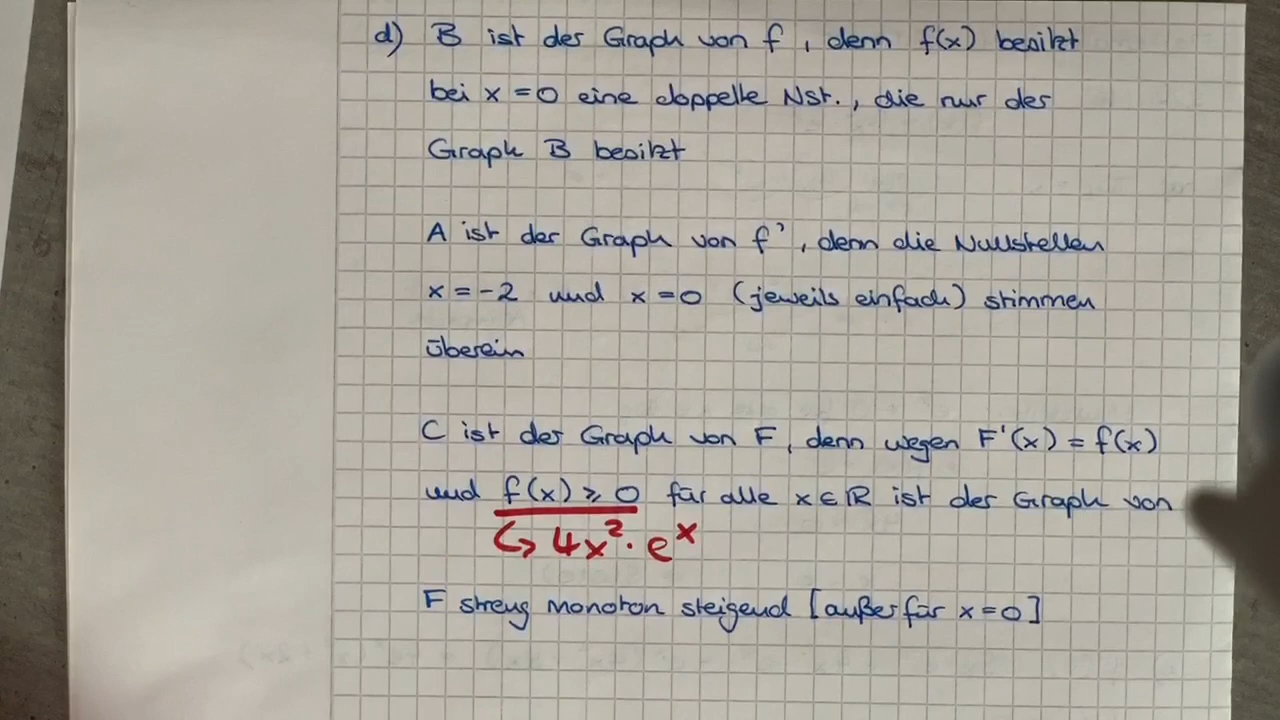 d) B ist der Graph von f, denn f(x) besitzt
bei x=0 eine doppelte Nst., die nur der
Graph B besitzt
A ist der Graph von f', denn die Nullstellen
x=-2 und x=0 (jeweils einfach) stimmen
überein
C ist der Graph von F, denn wegen F'(x) = f(x)
und f(x) ≥ 0 für alle x∈ℝ ist der Graph von
↪ 4x²·eˣ
F streng monoton steigend [außer für x=0]